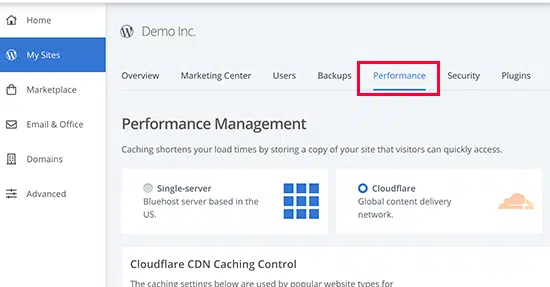 Home
My Sites
Marketplace
Email & Office
Domains
Advanced
Demo Inc.
Overview Marketing Center Users Backups Performance Security Plugins
Performance Management
Caching shortens your load times by storing a copy of your site that visitors can quickly access.
Single-server
Bluehost server based in the
US.
Cloudflare
Global content delivery
network.
Cloudflare CDN Caching Control
The caching settings below are used by popular website types for